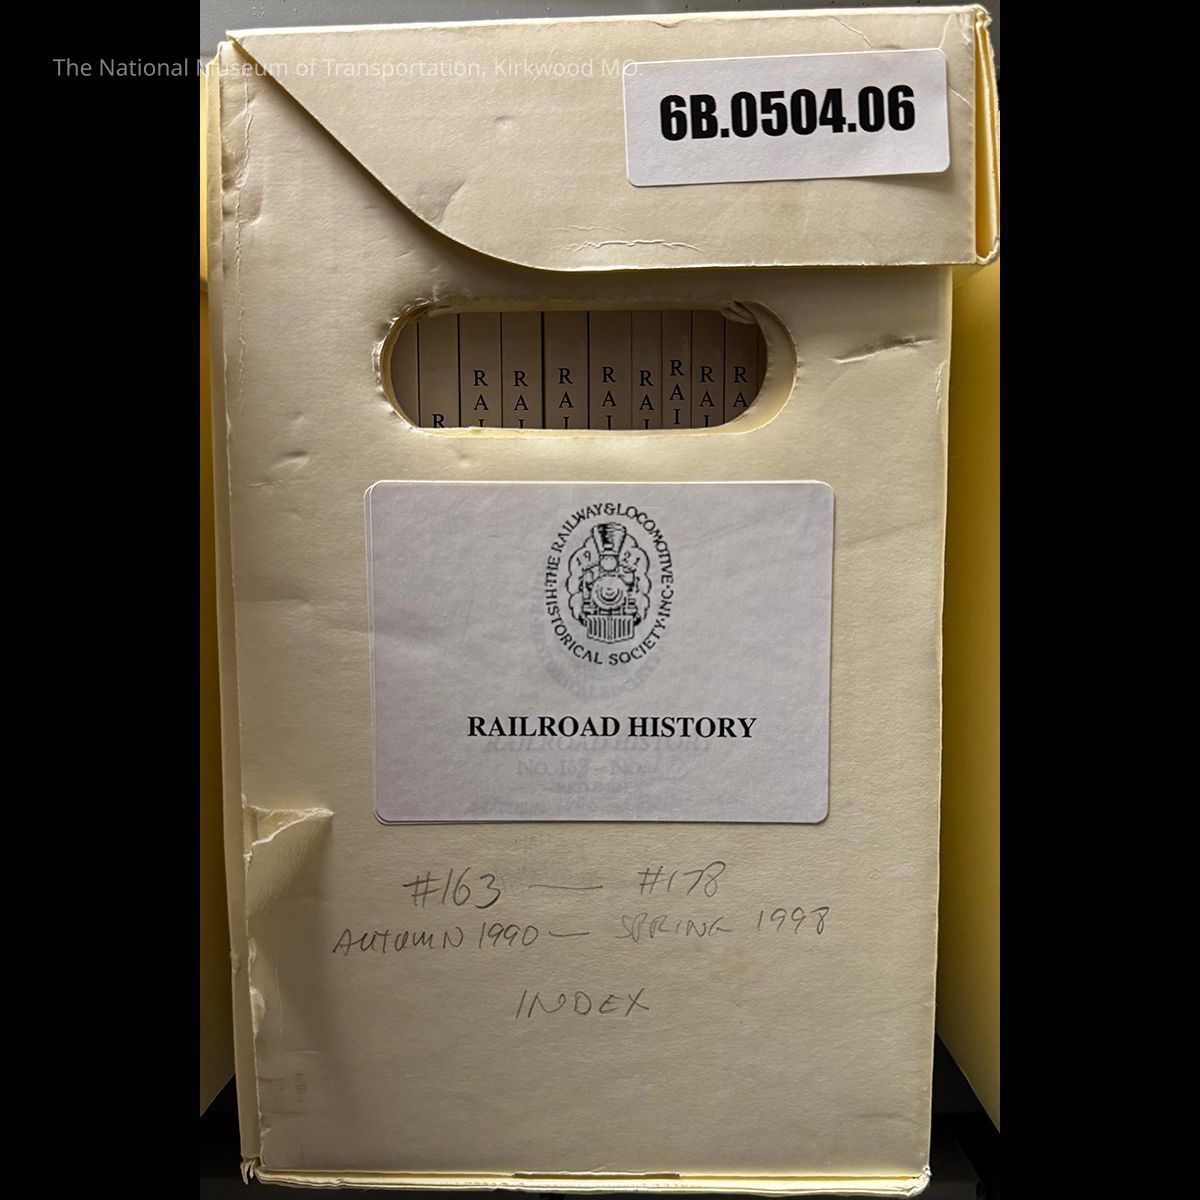 The National Museum of Transportation, Kirkwood MO.
6B.0504.06
R
R A I
R A I
R A I
R A I
R A I
R A I
R A I
R A
THE RAILWAY & LOCOMOTIVE HISTORICAL SOCIETY, INC.
1921
RAILROAD HISTORY
#163 — #178
AUTUMN 1990 — SPRING 1998
INDEX